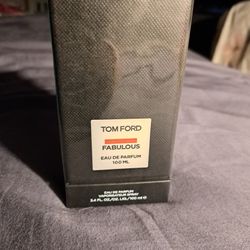 TOM FORD
FABULOUS
EAU DE PARFUM
100 ML
EAU DE PARFUM
VAPORISATEUR SPRAY
3.4 FL. OZ./OZ. LIQ./100 ml ℮